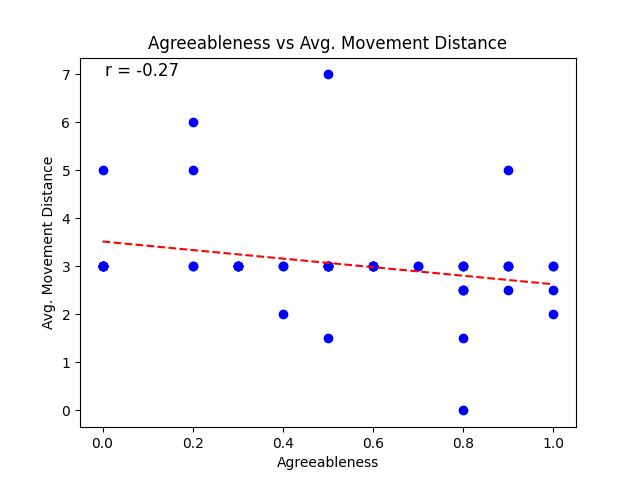 Agreeableness vs Avg. Movement Distance
r = -0.27
Avg. Movement Distance
7
6
5
4
3
2
1
0
0.0 0.2 0.4 0.6 0.8 1.0
Agreeableness